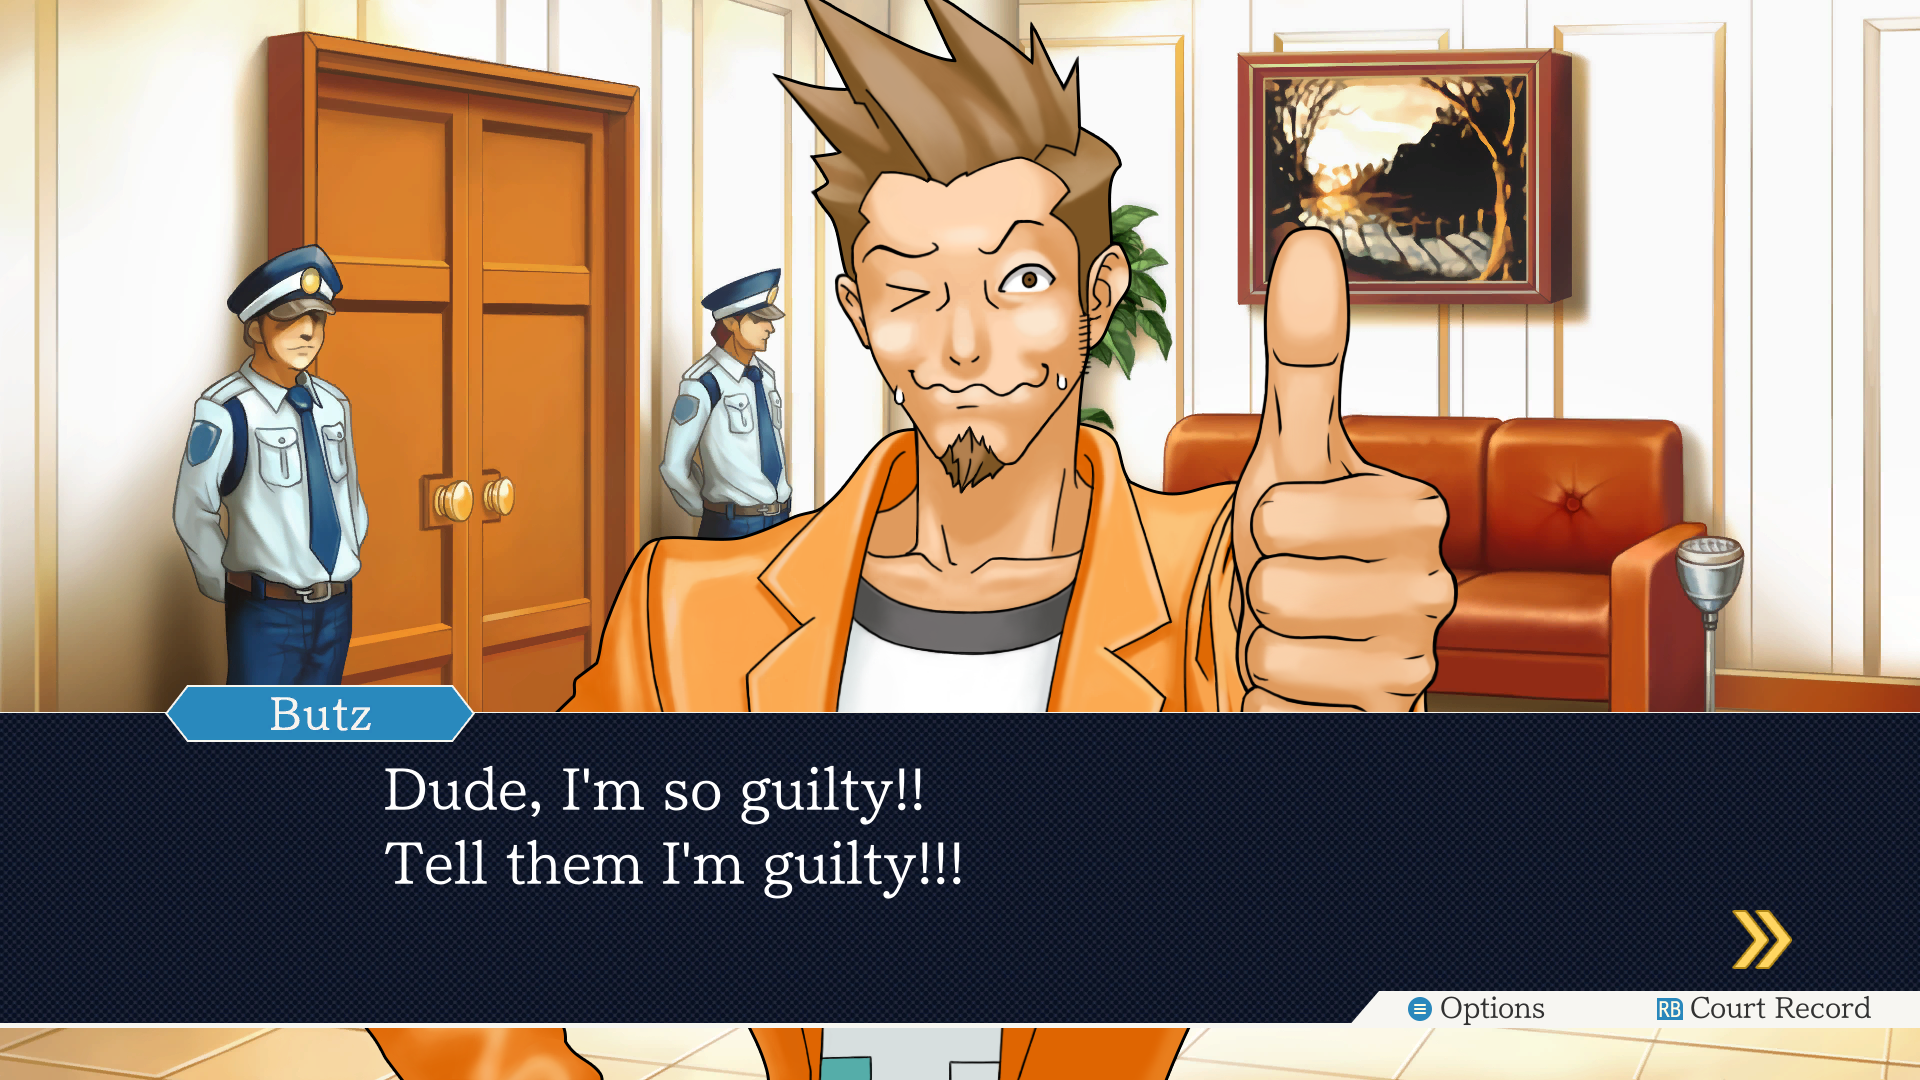 Butz
Dude, I'm so guilty!!
Tell them I'm guilty!!!
Options
RB Court Record